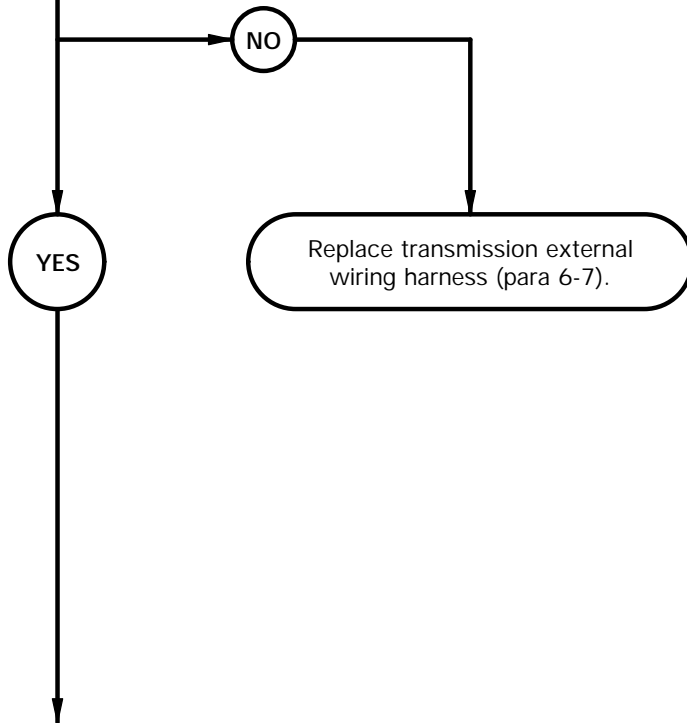 NO
YES
Replace transmission external
wiring harness (para 6-7).